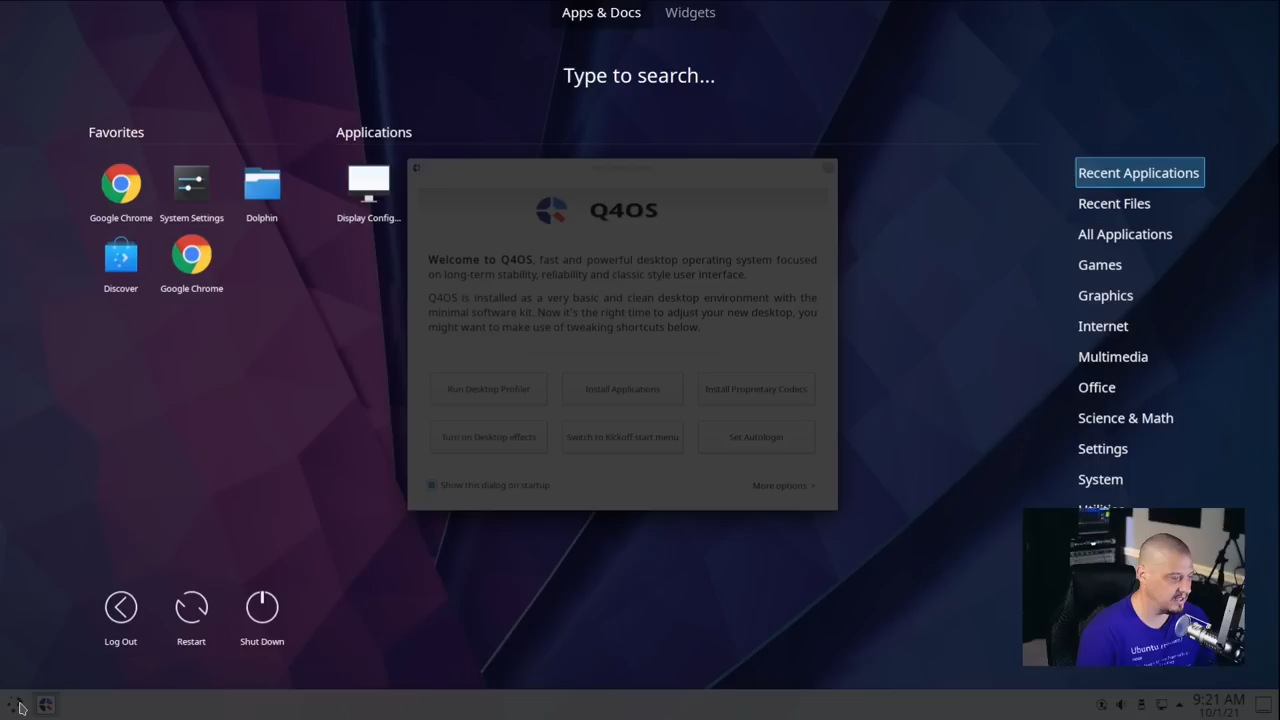 Apps & Docs
Widgets
Type to search...
Favorites
Applications
Google Chrome
System Settings
Dolphin
Display Config...
Discover
Google Chrome
Q4OS
Welcome to Q4OS, fast and powerful desktop operating system focused
on long-term stability, reliability and classic style user interface.
Q4OS is installed as a very basic and clean desktop environment with the
minimal software kit. Now it's the right time to adjust your new desktop, you
might want to make use of tweaking shortcuts below.
Run Desktop Profiler
Install Applications
Install Proprietary Codecs
Turn on Desktop effects
Switch to Kickoff start menu
Set Autologin
Show this dialog on startup
More options >
Recent Applications
Recent Files
All Applications
Games
Graphics
Internet
Multimedia
Office
Science & Math
Settings
System
Utilities
Log Out
Restart
Shut Down
Ubuntu
9:21 AM
10/1/21